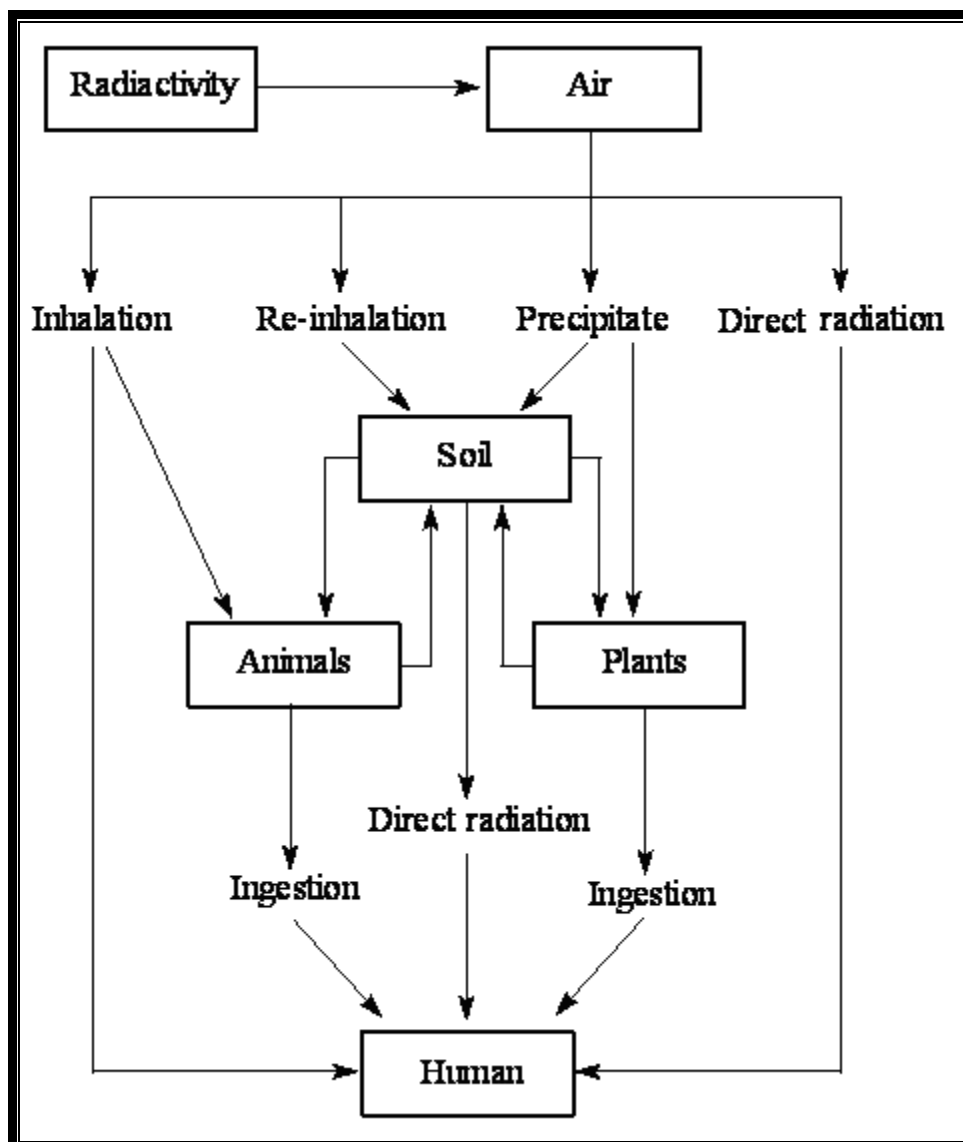 Radiactivity
Air
Inhalation
Re-inhalation
Precipitate
Direct radiation
Soil
Animals
Plants
Direct radiation
Ingestion
Ingestion
Human